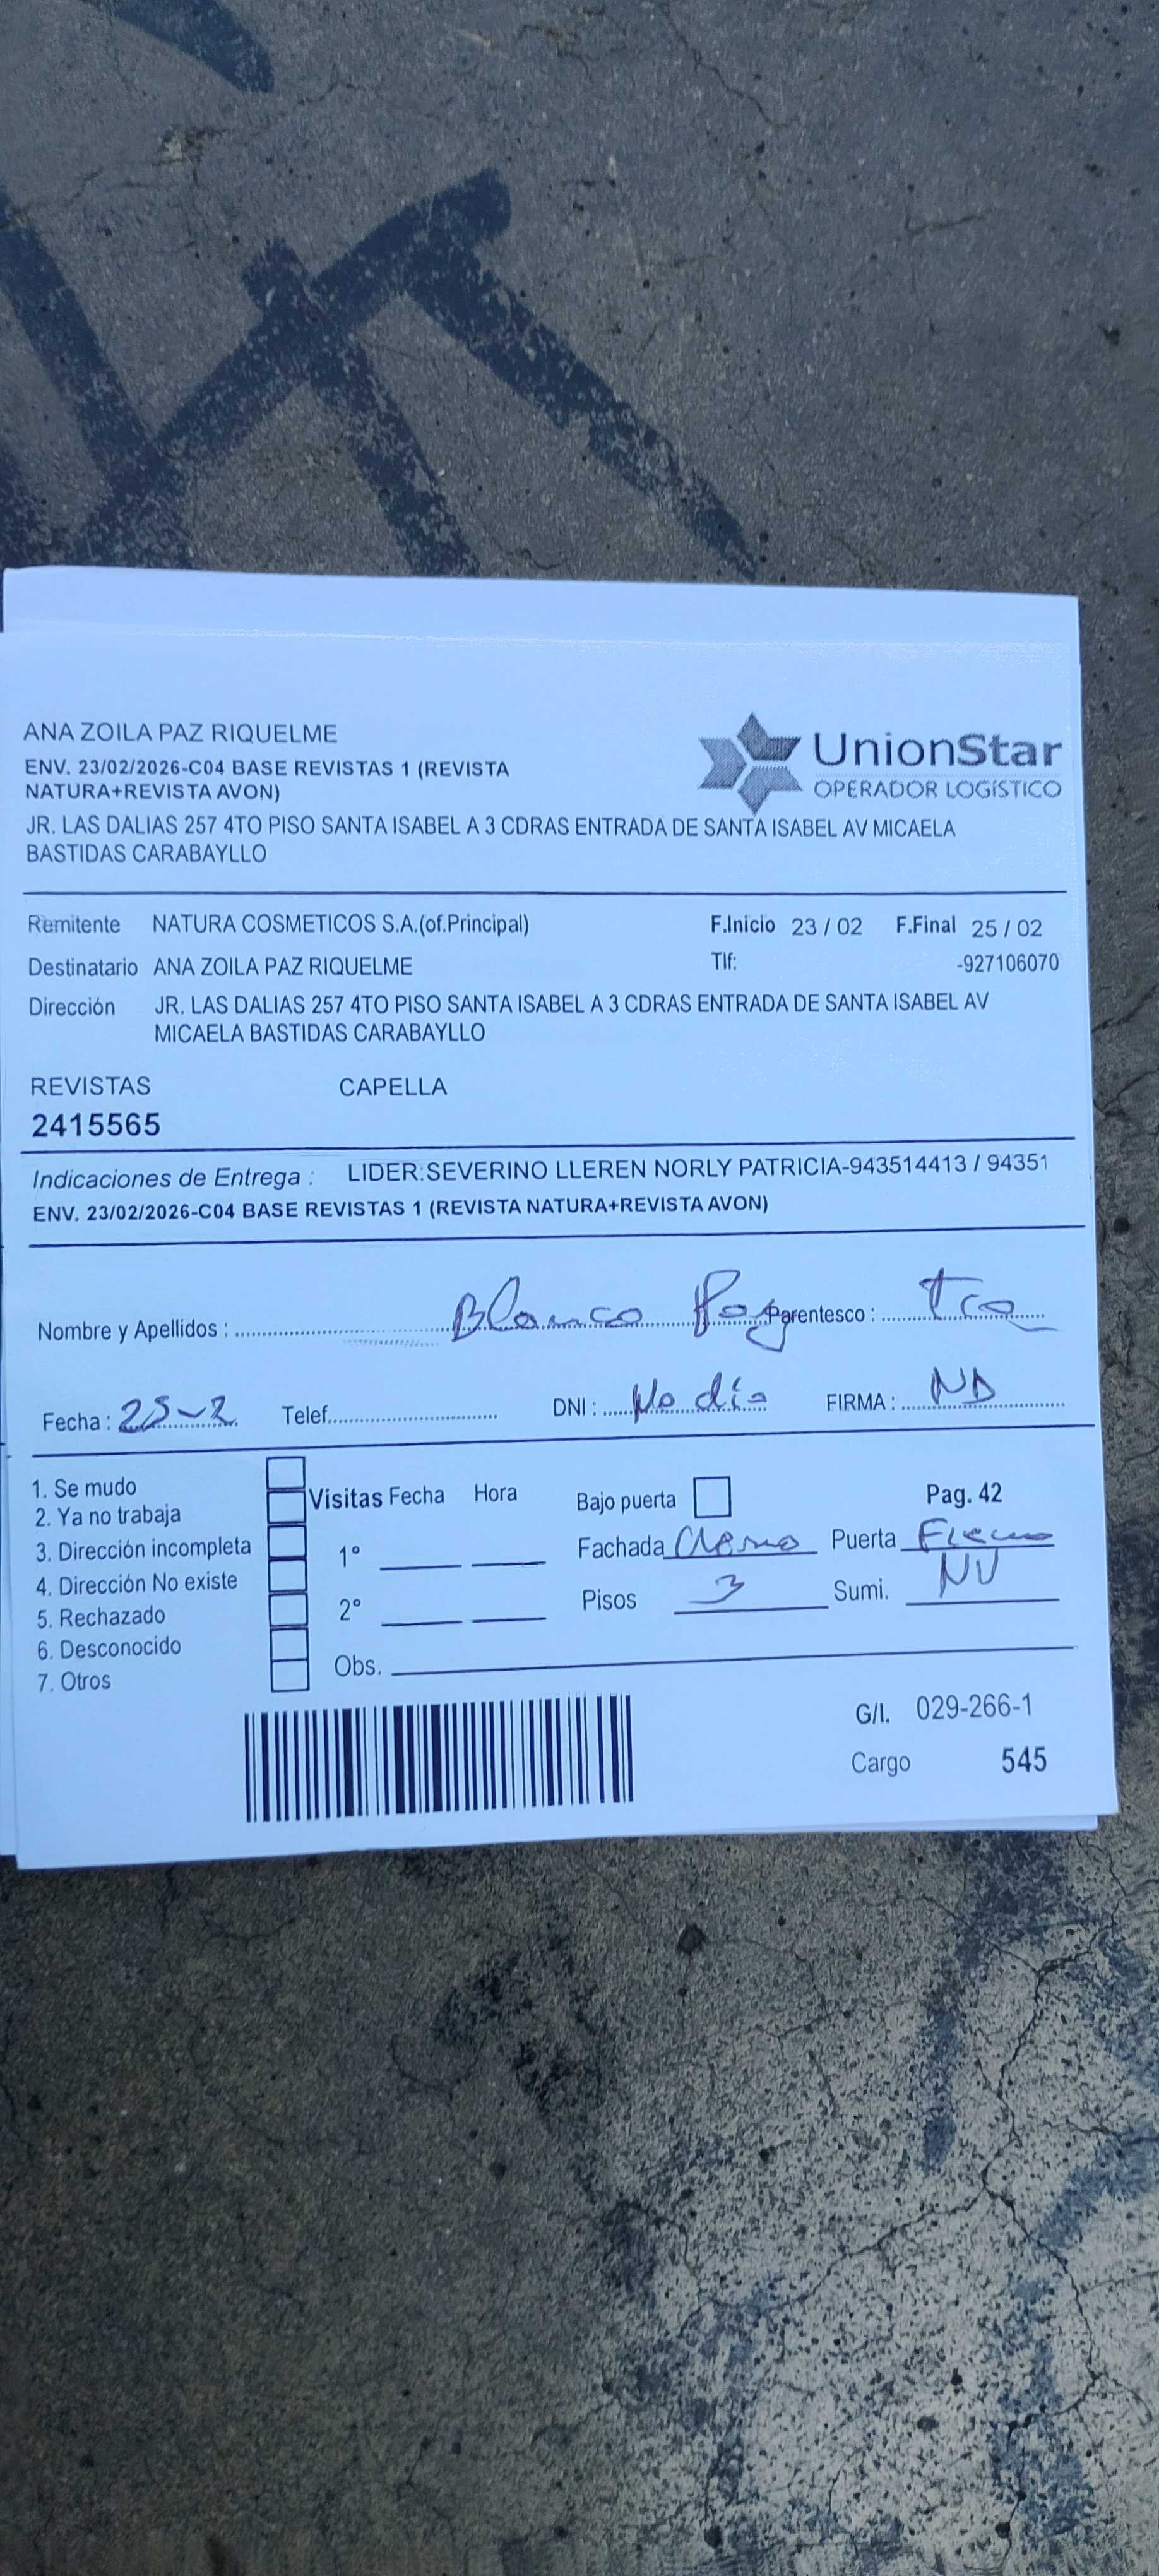 ANA ZOILA PAZ RIQUELME
ENV. 23/02/2026-C04 BASE REVISTAS 1 (REVISTA
NATURA+REVISTA AVON)
UnionStar
OPERADOR LOGÍSTICO
JR. LAS DALIAS 257 4TO PISO SANTA ISABEL A 3 CDRAS ENTRADA DE SANTA ISABEL AV MICAELA
BASTIDAS CARABAYLLO
Remitente NATURA COSMETICOS S.A.(of.Principal) F.Inicio 23 / 02 F.Final 25 / 02
Destinatario ANA ZOILA PAZ RIQUELME Tlf: -927106070
Dirección JR. LAS DALIAS 257 4TO PISO SANTA ISABEL A 3 CDRAS ENTRADA DE SANTA ISABEL AV
MICAELA BASTIDAS CARABAYLLO
REVISTAS CAPELLA
2415565
Indicaciones de Entrega : LIDER:SEVERINO LLEREN NORLY PATRICIA-943514413 / 94351
ENV. 23/02/2026-C04 BASE REVISTAS 1 (REVISTA NATURA+REVISTA AVON)
Nombre y Apellidos : Blanca Parentesco :
Fecha : 25-2 Telef. DNI : No dio FIRMA : ND
1. Se mudo
2. Ya no trabaja
3. Dirección incompleta
4. Dirección No existe
5. Rechazado
6. Desconocido
7. Otros
Visitas Fecha Hora
1°
2°
Obs.
Bajo puerta Pag. 42
Fachada Puerta
Pisos 3 Sumi. NV
G/I. 029-266-1
Cargo 545